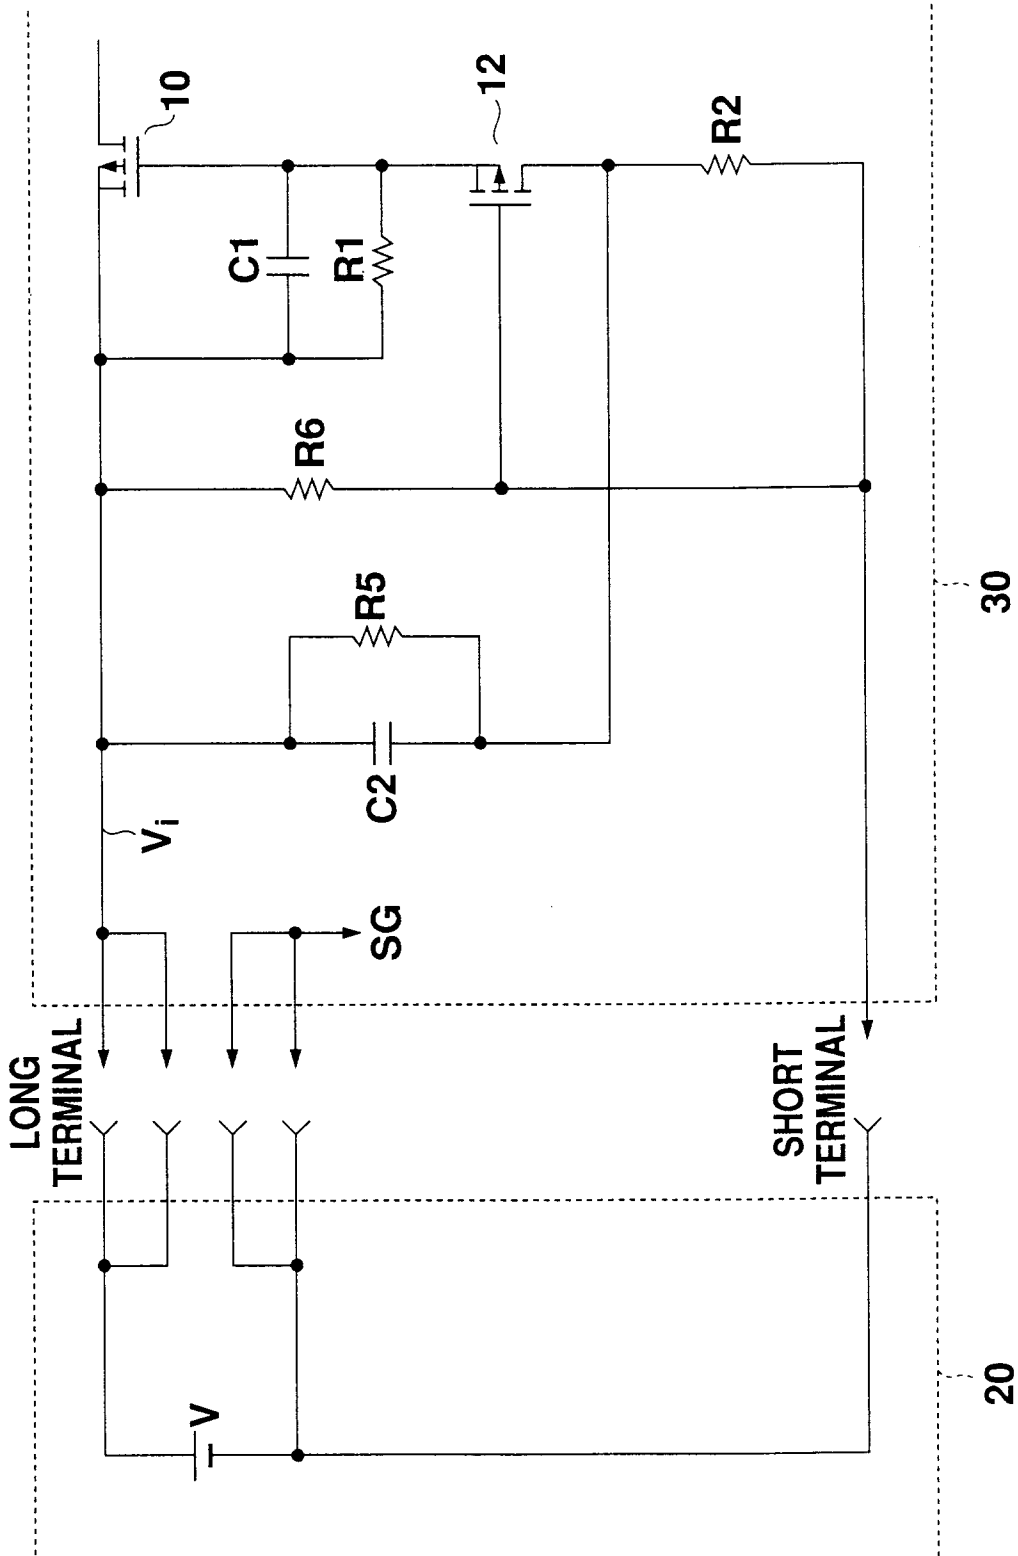 LONG
TERMINAL
SHORT
TERMINAL
V
20
SG
Vi
C2
R5
R6
C1
R1
10
12
R2
30